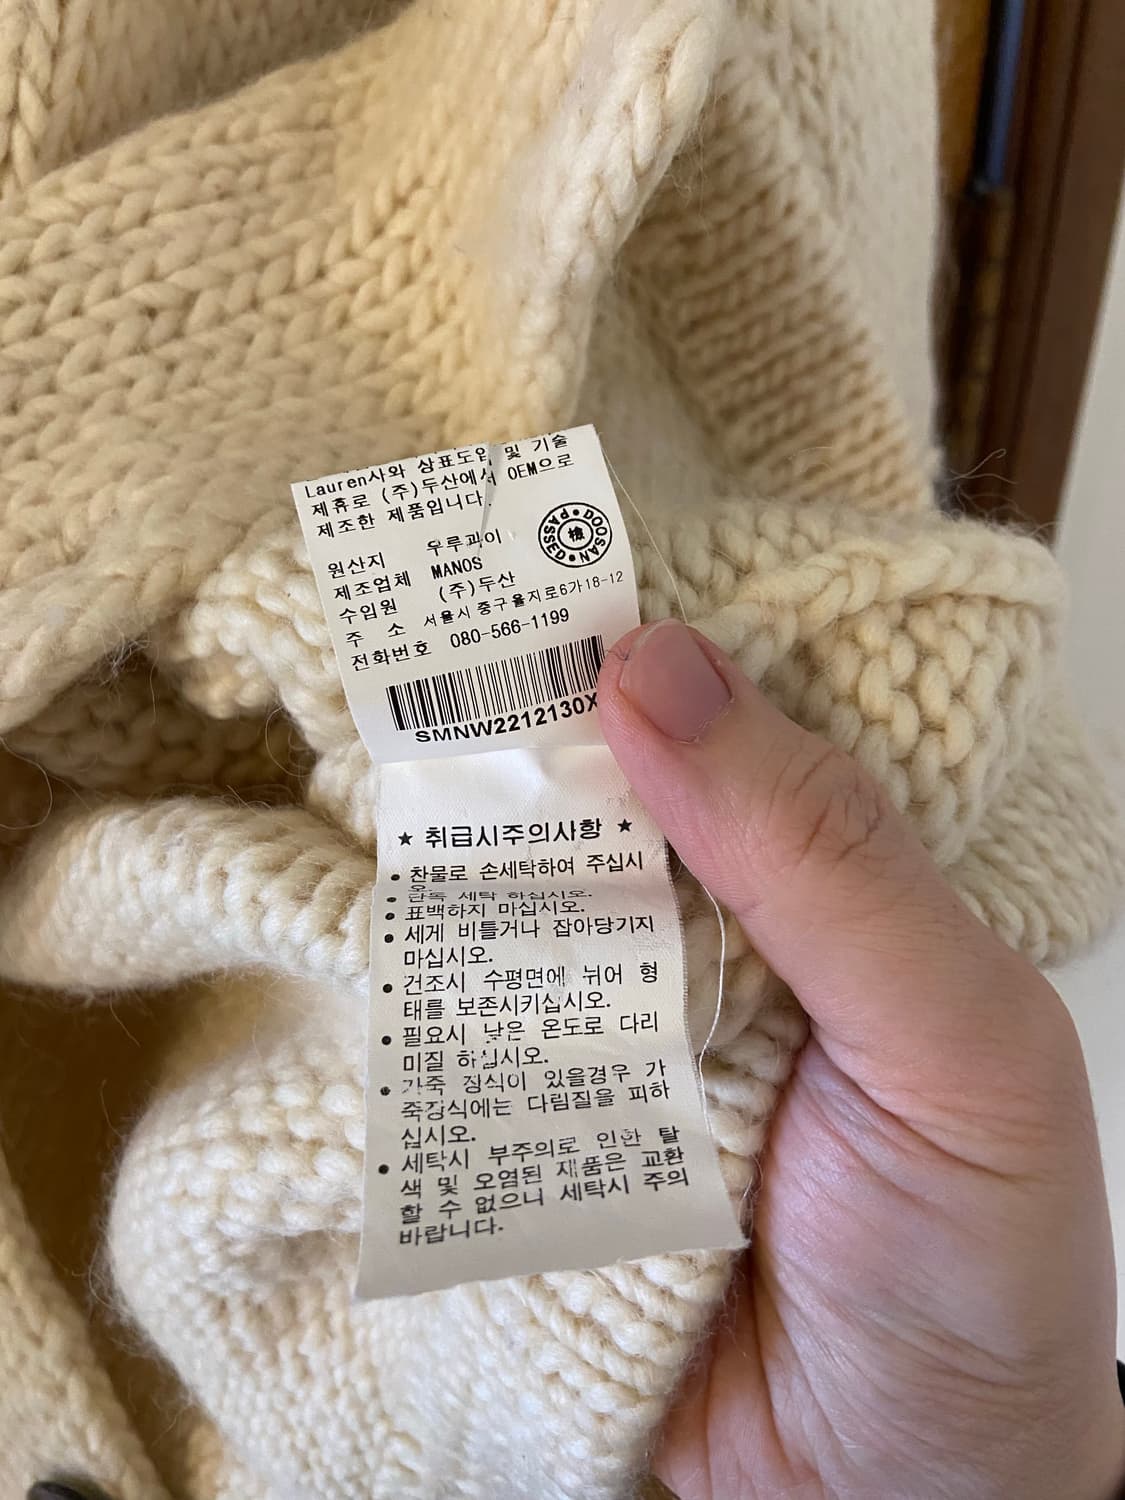 Lauren사와 상표도입 및 기술
제휴로 (주)두산에서 OEM으로
제조한 제품입니다.
PASSED • DOOSAN •
檢
원산지 우루과이
제조업체 MANOS
수입원 (주)두산
주 소 서울시 중구 을지로6가18-12
전화번호 080-566-1199
SMNW2212130X
★ 취급시주의사항 ★
• 찬물로 손세탁하여 주십시
오.
• 단독 세탁 하십시오.
• 표백하지 마십시오.
• 세게 비틀거나 잡아당기지
마십시오.
• 건조시 수평면에 뉘어 형
태를 보존시키십시오.
• 필요시 낮은 온도로 다리
미질 하십시오.
• 가죽 장식이 있을경우 가
죽장식에는 다림질을 피하
십시오.
• 세탁시 부주의로 인한 탈
색 및 오염된 제품은 교환
할 수 없으니 세탁시 주의
바랍니다.